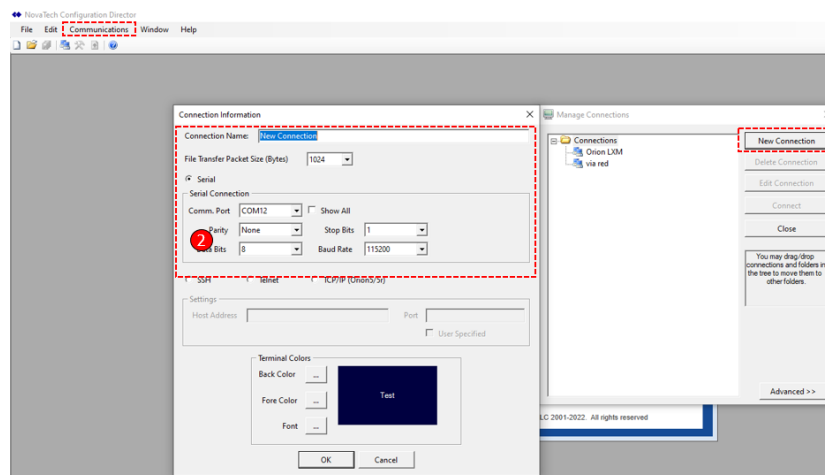 NovaTech Configuration Director
File Edit Communications Window Help
Connection Information
Connection Name: New Connection
File Transfer Packet Size (Bytes) 1024
Serial
Serial Connection
Comm. Port COM12 Show All
Parity None Stop Bits 1
2
Bits 8 Baud Rate 115200
SSH Telnet TCP/IP (Orion5/5r)
Settings
Host Address Port
User Specified
Terminal Colors
Back Color ...
Fore Color ...
Font ...
Test
OK Cancel
Manage Connections
Connections
Orion LXM
via red
New Connection
Delete Connection
Edit Connection
Connect
Close
You may drag/drop
connections and folders in
the tree to move them to
other folders.
Advanced >>
LC 2001-2022. All rights reserved